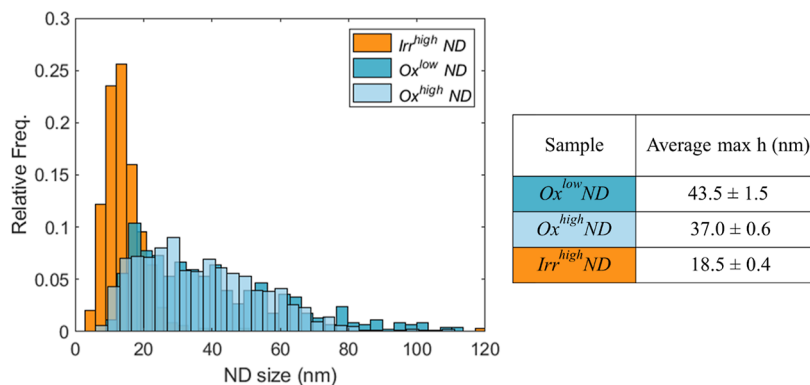 0.3
0.25
0.2
0.15
0.1
0.05
0
Relative Freq.
0 20 40 60 80 100 120
ND size (nm)
Irr^high ND
Ox^low ND
Ox^high ND
Sample Average max h (nm)
Ox^low ND 43.5 ± 1.5
Ox^high ND 37.0 ± 0.6
Irr^high ND 18.5 ± 0.4